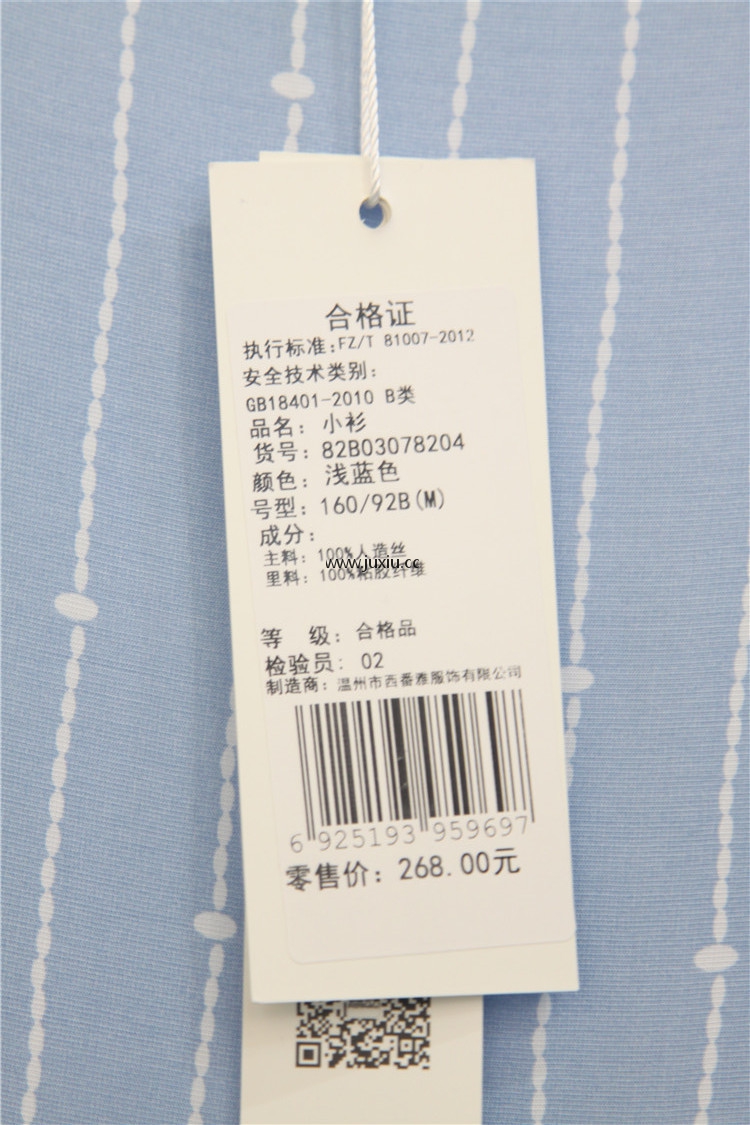 合格证
执行标准:FZ/T 81007-2012
安全技术类别:
GB18401-2010 B类
品名: 小衫
货号: 82B03078204
颜色: 浅蓝色
号型: 160/92B(M)
成分:
主料: 100%人造丝
www.juxiu.cc
里料: 100%粘胶纤维
等 级: 合格品
检验员: 02
制造商: 温州市西番雅服饰有限公司
6 925193 959697
零售价: 268.00元